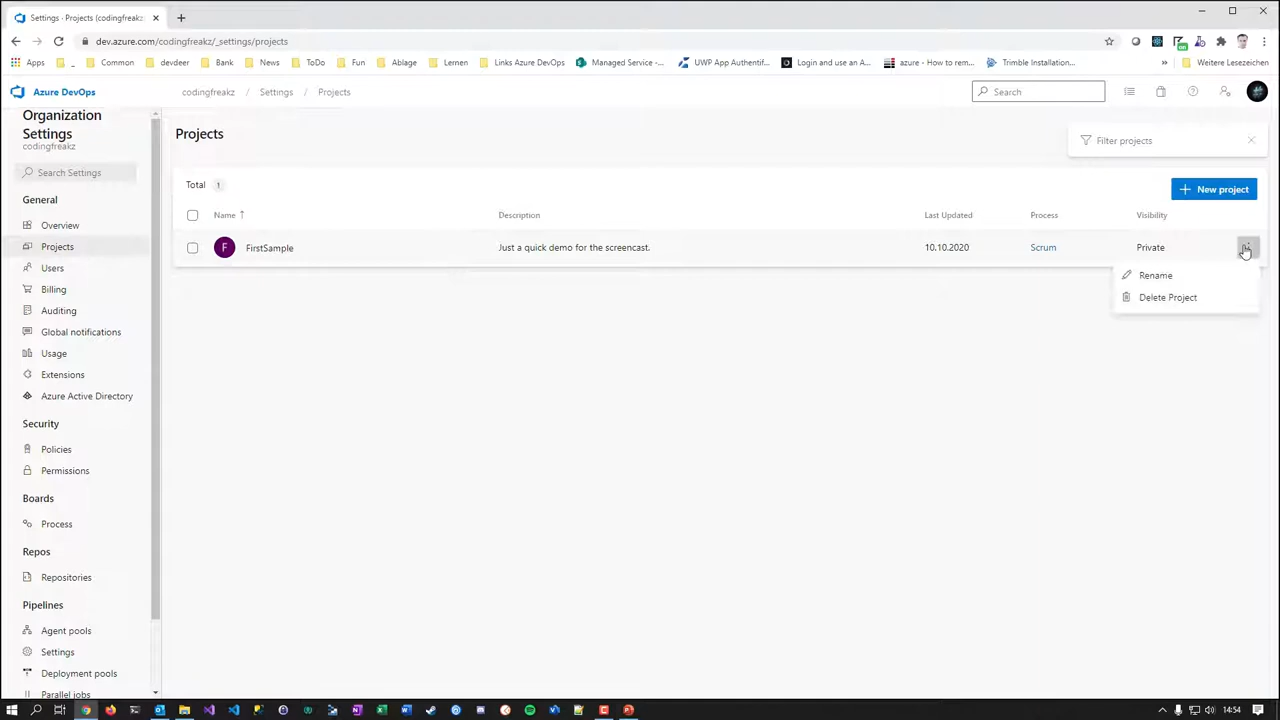 Settings - Projects (codingfreakz)
dev.azure.com/codingfreakz/_settings/projects
Apps
_
Common
devdeer
Bank
News
ToDo
Fun
Ablage
Lernen
Links Azure DevOps
Managed Service -...
UWP App Authentif...
Login and use an A...
azure - How to rem...
Trimble Installation...
»
Weitere Lesezeichen
Azure DevOps
codingfreakz / Settings / Projects
Search
Organization
Settings
codingfreakz
Search Settings
General
Overview
Projects
Users
Billing
Auditing
Global notifications
Usage
Extensions
Azure Active Directory
Security
Policies
Permissions
Boards
Process
Repos
Repositories
Pipelines
Agent pools
Settings
Deployment pools
Parallel jobs
Projects
Filter projects
Total 1
New project
Name Description Last Updated Process Visibility
F FirstSample Just a quick demo for the screencast. 10.10.2020 Scrum Private
Rename
Delete Project
14:54